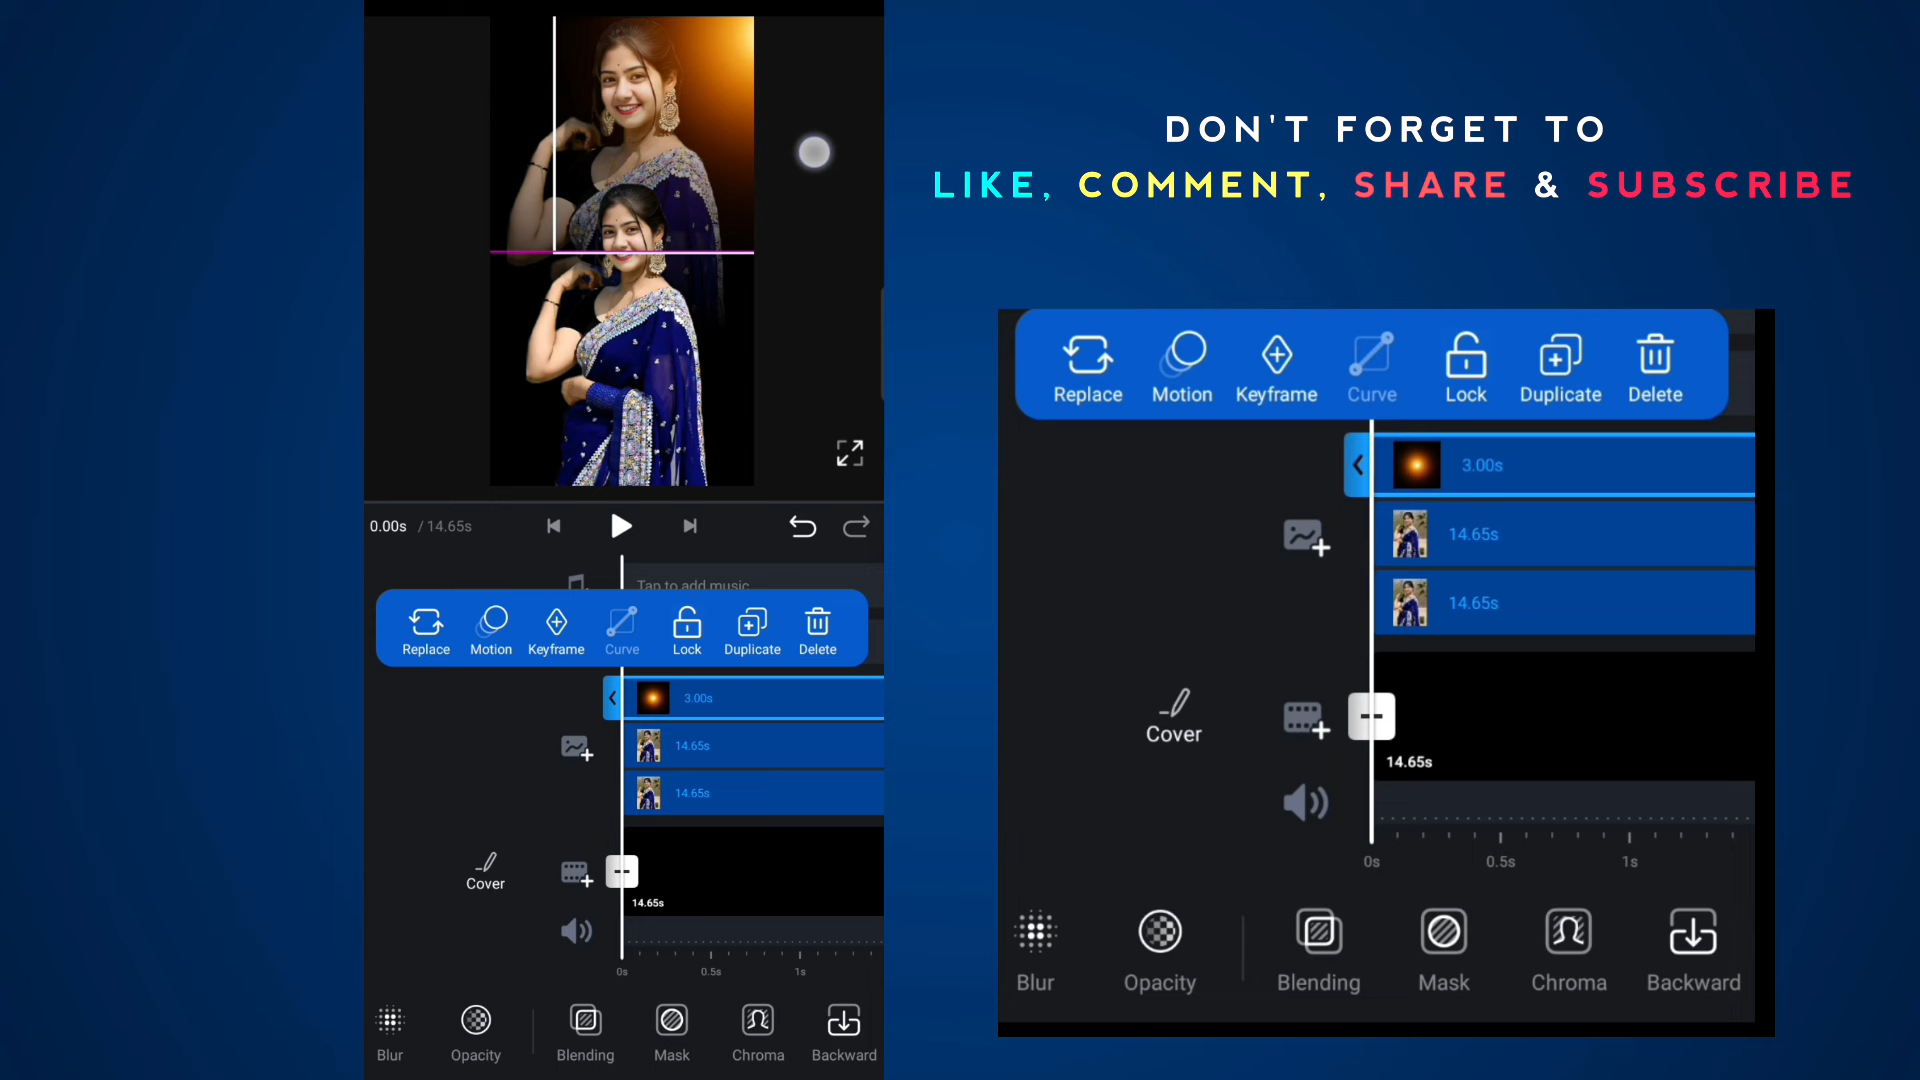 DON'T FORGET TO
LIKE, COMMENT, SHARE & SUBSCRIBE
0.00s / 14.65s
Tap to add music
Replace Motion Keyframe Curve Lock Duplicate Delete
3.00s
14.65s
14.65s
Cover
14.65s
0s 0.5s 1s
Blur Opacity Blending Mask Chroma Backward
Replace Motion Keyframe Curve Lock Duplicate Delete
3.00s
14.65s
14.65s
Cover
14.65s
0s 0.5s 1s
Blur Opacity Blending Mask Chroma Backward